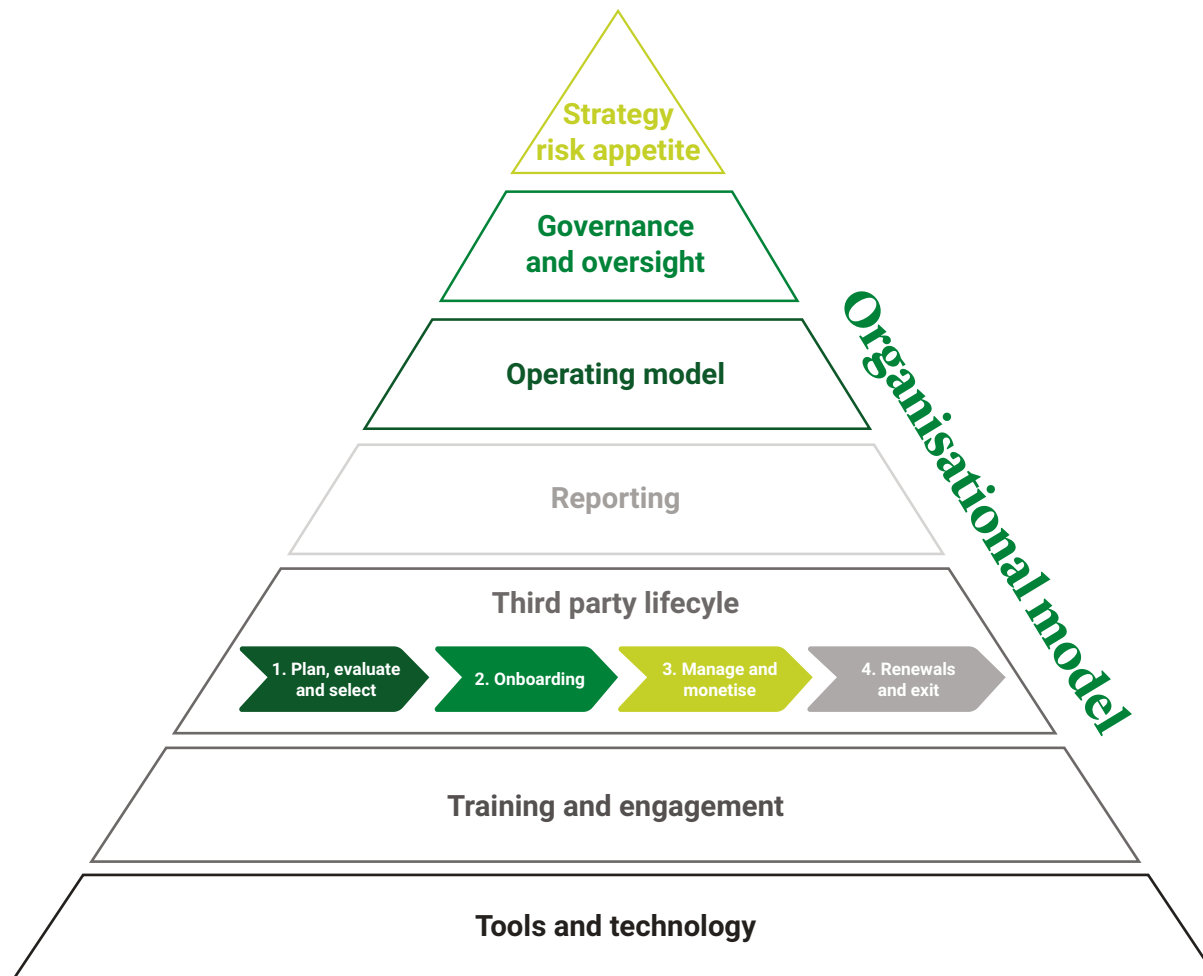 Strategy
risk appetite
Governance
and oversight
Operating model
Organisational model
Reporting
Third party lifecyle
1. Plan, evaluate
and select
2. Onboarding
3. Manage and
monetise
4. Renewals
and exit
Training and engagement
Tools and technology